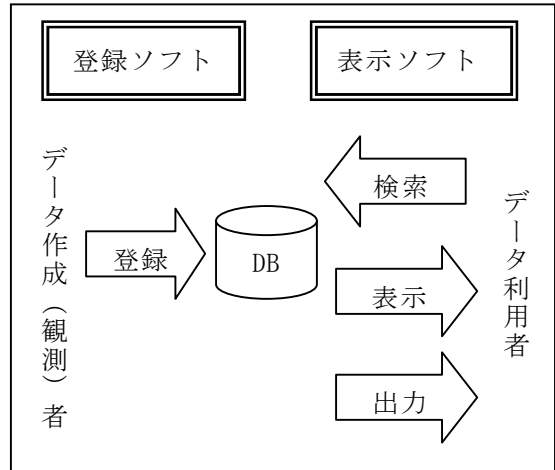 登録ソフト
表示ソフト
データ作成（観測）者
登録
DB
検索
表示
出力
データ利用者